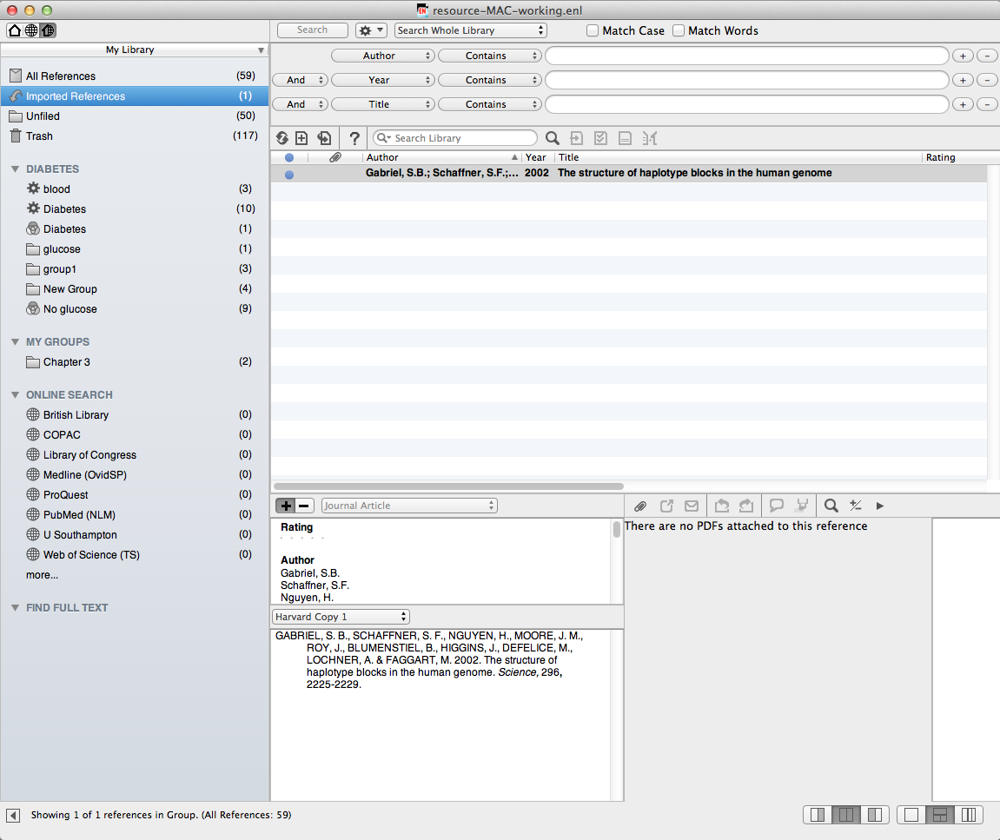 resource-MAC-working.enl
Search
Search Whole Library
Match Case
Match Words
My Library
Author Contains + -
And Year Contains + -
And Title Contains + -
All References (59)
Imported References (1)
Unfiled (50)
Trash (117)
DIABETES
blood (3)
Diabetes (10)
Diabetes (1)
glucose (1)
group1 (3)
New Group (4)
No glucose (9)
MY GROUPS
Chapter 3 (2)
ONLINE SEARCH
British Library (0)
COPAC (0)
Library of Congress (0)
Medline (OvidSP) (0)
ProQuest (0)
PubMed (NLM) (0)
U Southampton (0)
Web of Science (TS) (0)
more...
FIND FULL TEXT
? Search Library
Author Year Title Rating
Gabriel, S.B.; Schaffner, S.F.;... 2002 The structure of haplotype blocks in the human genome
Journal Article
Rating
Author
Gabriel, S.B.
Schaffner, S.F.
Nguyen, H.
Harvard Copy 1
GABRIEL, S. B., SCHAFFNER, S. F., NGUYEN, H., MOORE, J. M.,
ROY, J., BLUMENSTIEL, B., HIGGINS, J., DEFELICE, M.,
LOCHNER, A. & FAGGART, M. 2002. The structure of
haplotype blocks in the human genome. Science, 296,
2225-2229.
There are no PDFs attached to this reference
Showing 1 of 1 references in Group. (All References: 59)